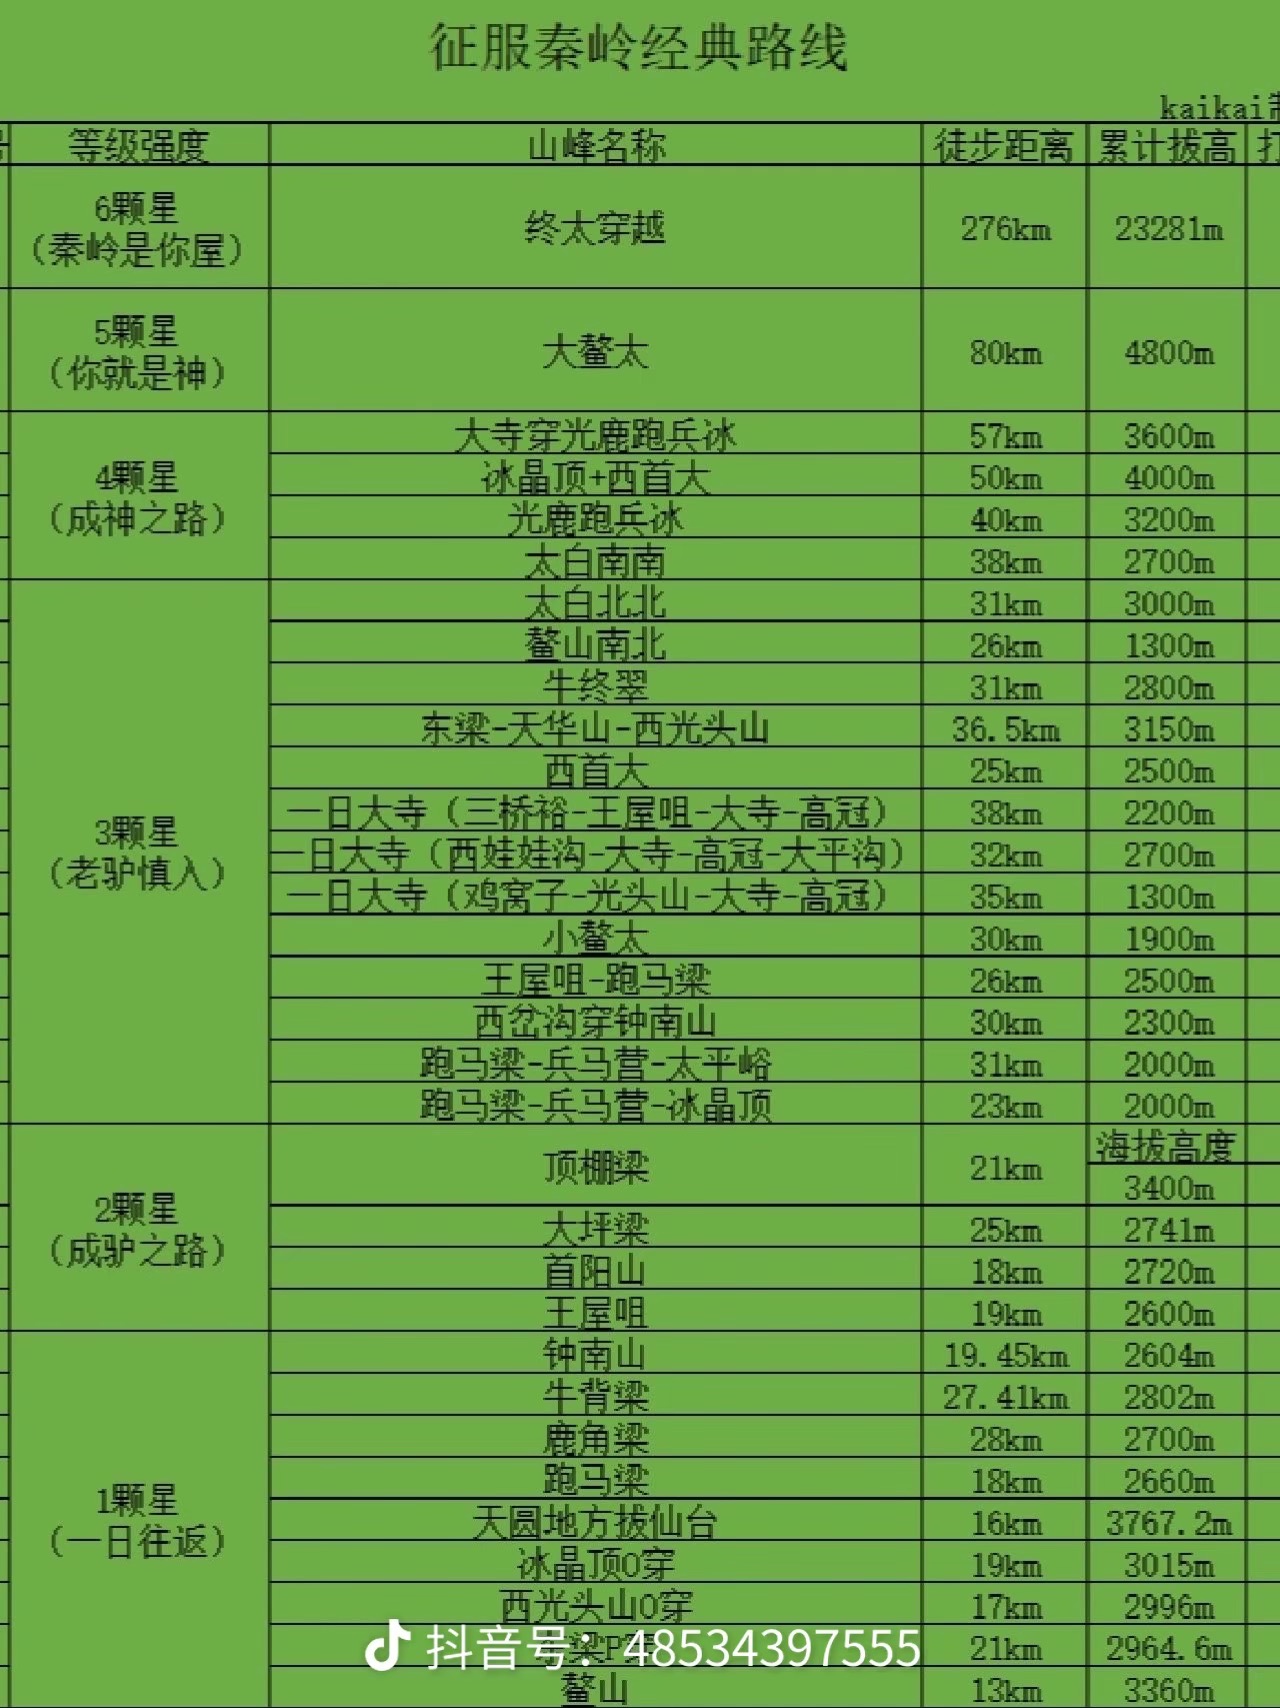 征服秦岭经典路线
kaikai制
等级强度 山峰名称 徒步距离 累计拔高
6颗星
（秦岭是你屋）
终太穿越 276km 23281m
5颗星
（你就是神）
大鳌太 80km 4800m
4颗星
（成神之路）
大寺穿光鹿跑兵冰 57km 3600m
冰晶顶+西首大 50km 4000m
光鹿跑兵冰 40km 3200m
太白南南 38km 2700m
3颗星
（老驴慎入）
太白北北 31km 3000m
鳌山南北 26km 1300m
牛终翠 31km 2800m
东梁-天华山-西光头山 36.5km 3150m
西首大 25km 2500m
一日大寺（三桥裕-王屋咀-大寺-高冠） 38km 2200m
一日大寺（西娃娃沟-大寺-高冠-大平沟） 32km 2700m
一日大寺（鸡窝子-光头山-大寺-高冠） 35km 1300m
小鳌太 30km 1900m
王屋咀-跑马梁 26km 2500m
西岔沟穿钟南山 30km 2300m
跑马梁-兵马营-太平峪 31km 2000m
跑马梁-兵马营-冰晶顶 23km 2000m
2颗星
（成驴之路）
海拔高度
顶棚梁 21km 3400m
大坪梁 25km 2741m
首阳山 18km 2720m
王屋咀 19km 2600m
1颗星
（一日往返）
钟南山 19.45km 2604m
牛背梁 27.41km 2802m
鹿角梁 28km 2700m
跑马梁 18km 2660m
天圆地方拔仙台 16km 3767.2m
冰晶顶O穿 19km 3015m
西光头山O穿 17km 2996m
梁P穿 21km 2964.6m
抖音号：48534397555
鳌山 13km 3360m